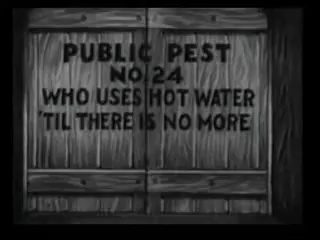 PUBLIC PEST
NO. 24
WHO USES HOT WATER
'TIL THERE IS NO MORE